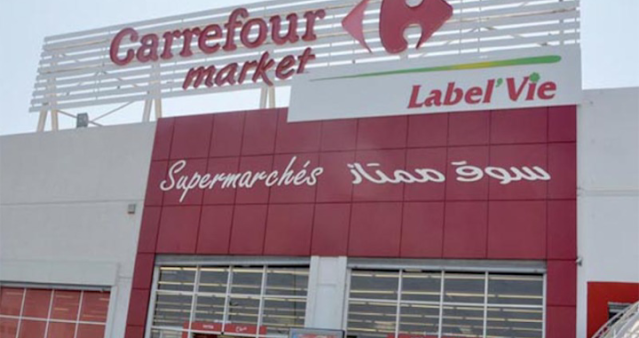 Carrefour
market
Label'Vie
Supermarchés سوق ممتاز